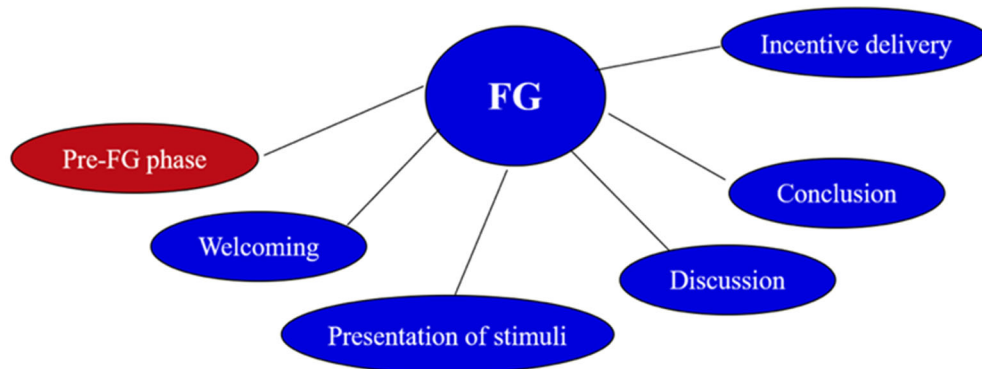 FG
Pre-FG phase
Welcoming
Presentation of stimuli
Discussion
Conclusion
Incentive delivery